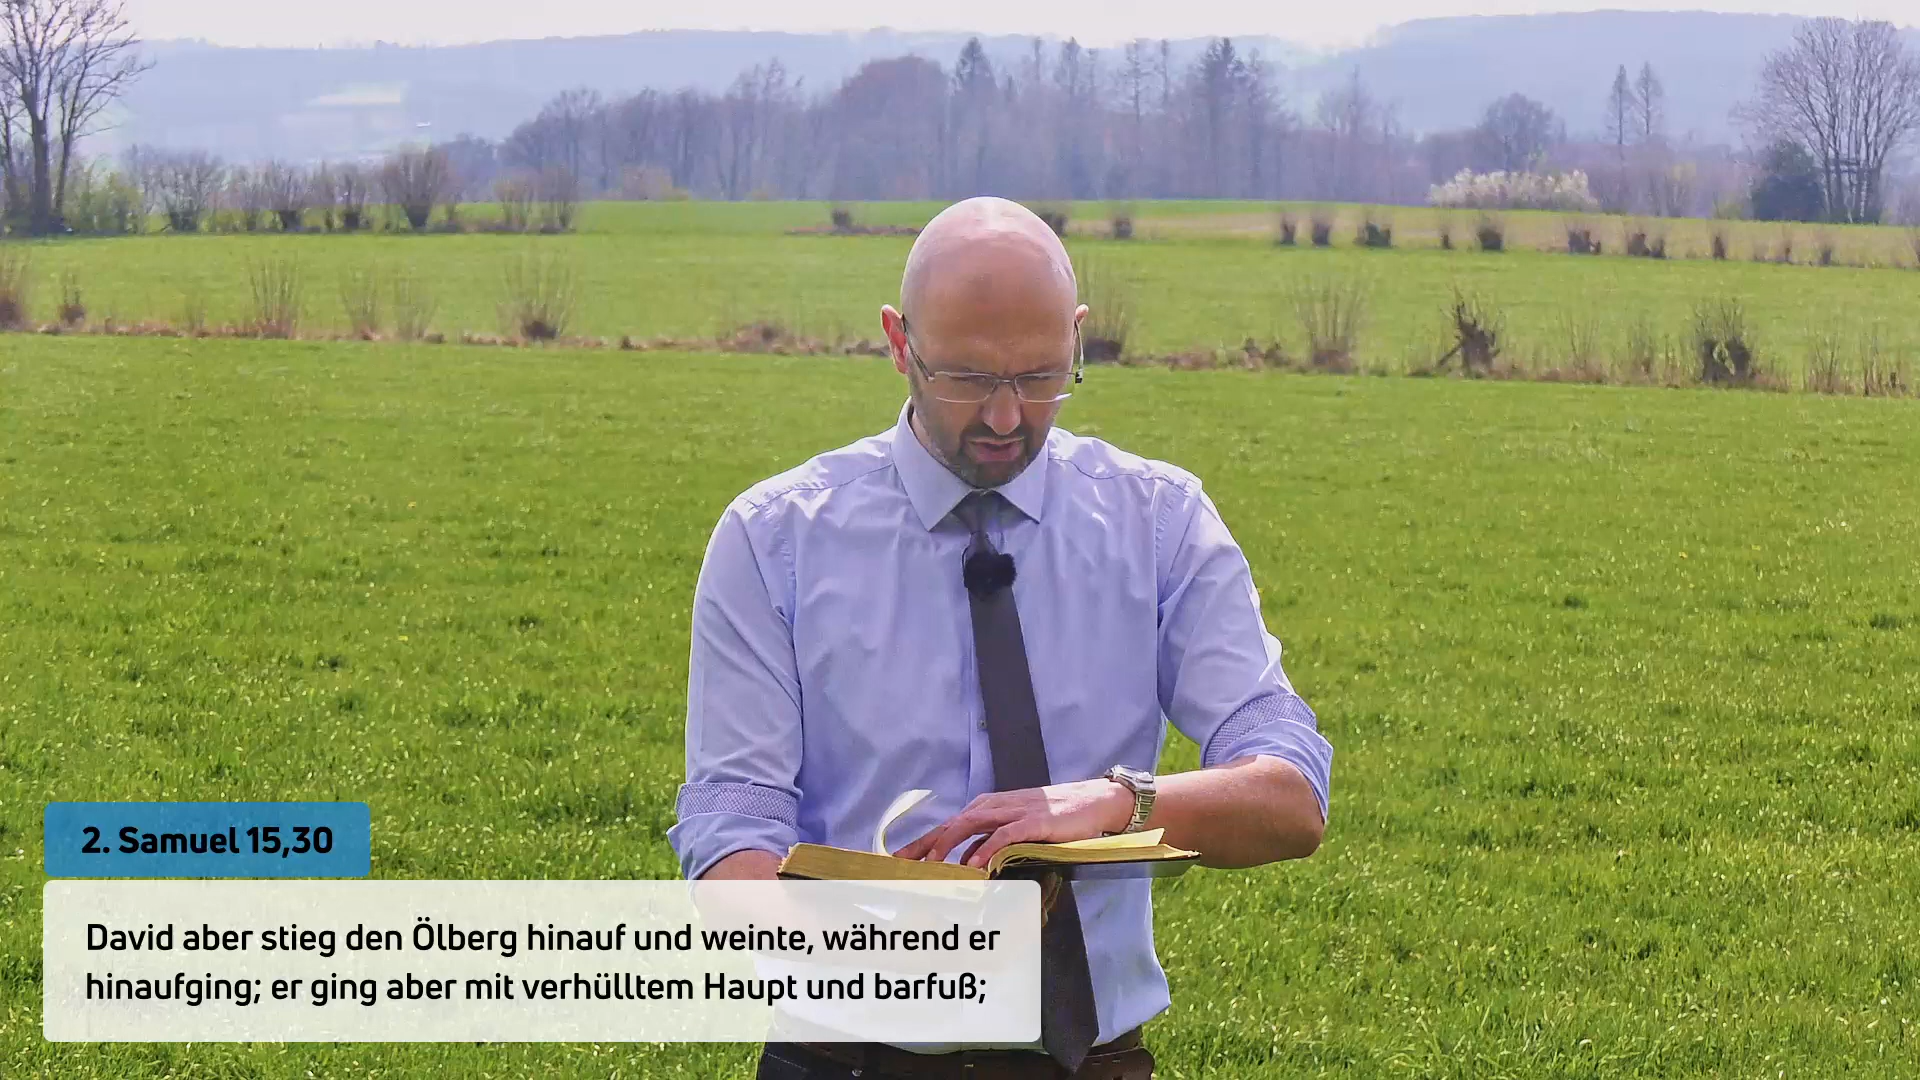 2. Samuel 15,30
David aber stieg den Ölberg hinauf und weinte, während er
hinaufging; er ging aber mit verhülltem Haupt und barfuß;